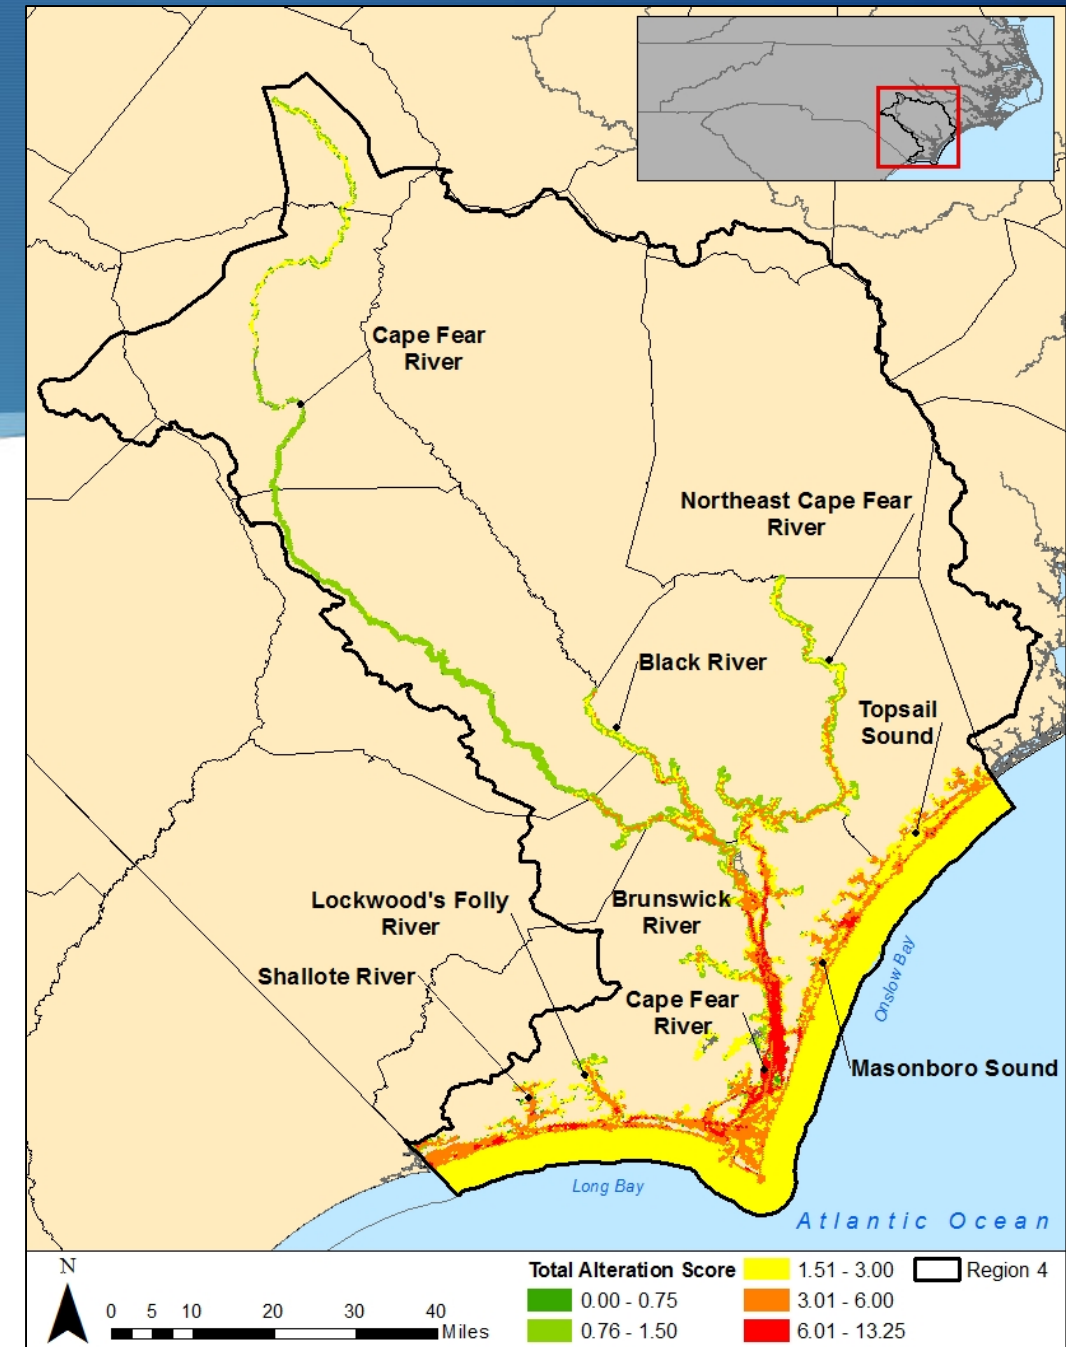 Cape Fear
River
Northeast Cape Fear
River
Black River
Topsail
Sound
Lockwood's Folly
River
Brunswick
River
Shallote River
Cape Fear
River
Onslow Bay
Masonboro Sound
Long Bay
Atlantic Ocean
N
0 5 10 20 30 40
Miles
Total Alteration Score
0.00 - 0.75
0.76 - 1.50
1.51 - 3.00
3.01 - 6.00
6.01 - 13.25
Region 4